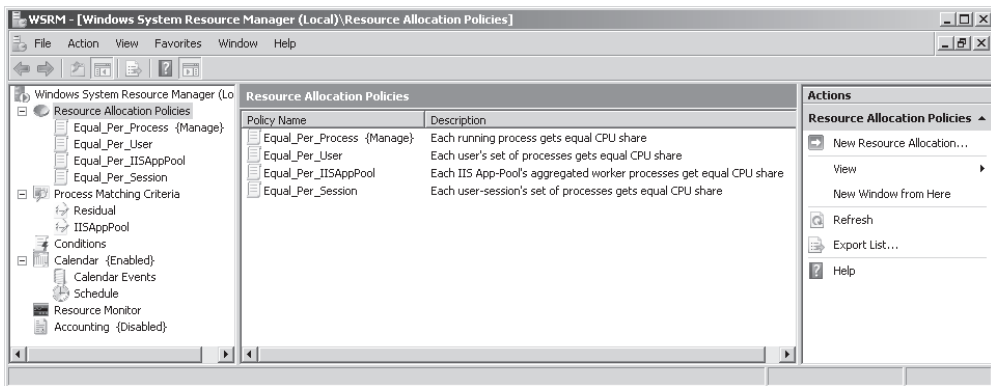 WSRM - [Windows System Resource Manager (Local)\Resource Allocation Policies]
File Action View Favorites Window Help
Windows System Resource Manager (Lo
Resource Allocation Policies
Equal_Per_Process {Manage}
Equal_Per_User
Equal_Per_IISAppPool
Equal_Per_Session
Process Matching Criteria
Residual
IISAppPool
Conditions
Calendar {Enabled}
Calendar Events
Schedule
Resource Monitor
Accounting {Disabled}
Resource Allocation Policies
Policy Name Description
Equal_Per_Process {Manage} Each running process gets equal CPU share
Equal_Per_User Each user's set of processes gets equal CPU share
Equal_Per_IISAppPool Each IIS App-Pool's aggregated worker processes get equal CPU share
Equal_Per_Session Each user-session's set of processes gets equal CPU share
Actions
Resource Allocation Policies
New Resource Allocation...
View
New Window from Here
Refresh
Export List...
Help